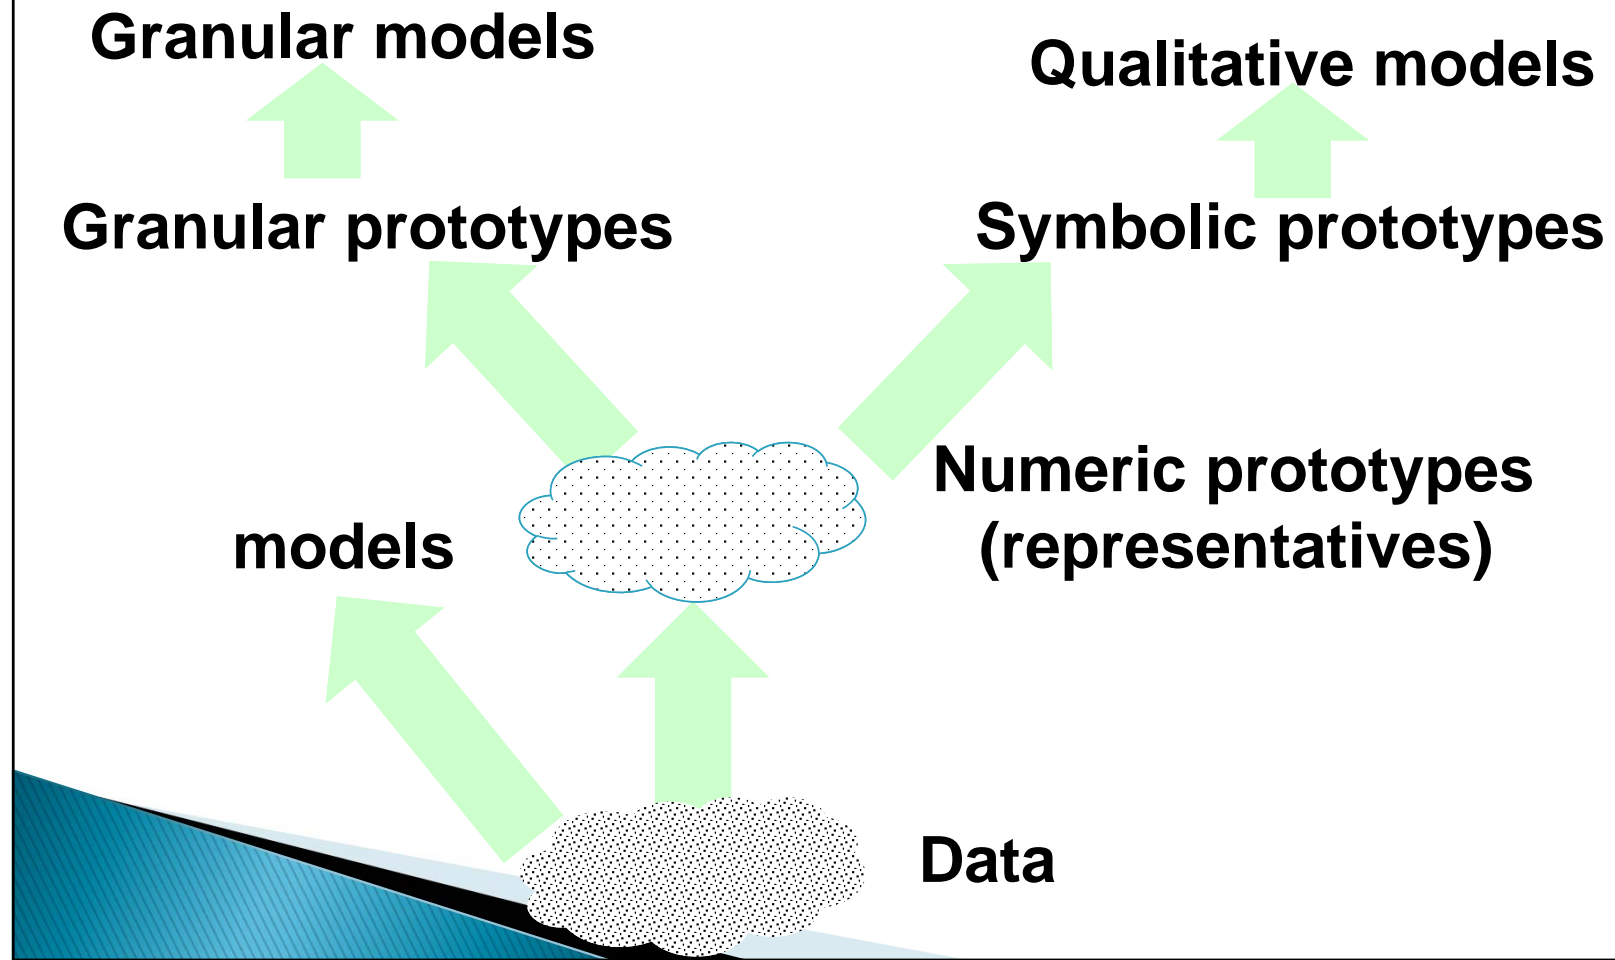 Granular models
Qualitative models
Granular prototypes
Symbolic prototypes
Numeric prototypes
(representatives)
models
Data